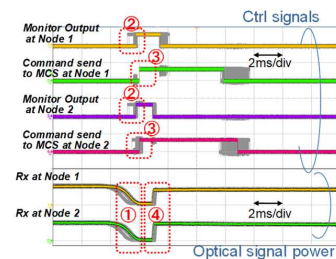 Ctrl signals
Monitor Output
at Node 1
②
2ms/div
Command send
to MCS at Node 1
③
Monitor Output
at Node 2
②
Command send
to MCS at Node 2
③
Rx at Node 1
①
④
2ms/div
Rx at Node 2
Optical signal power